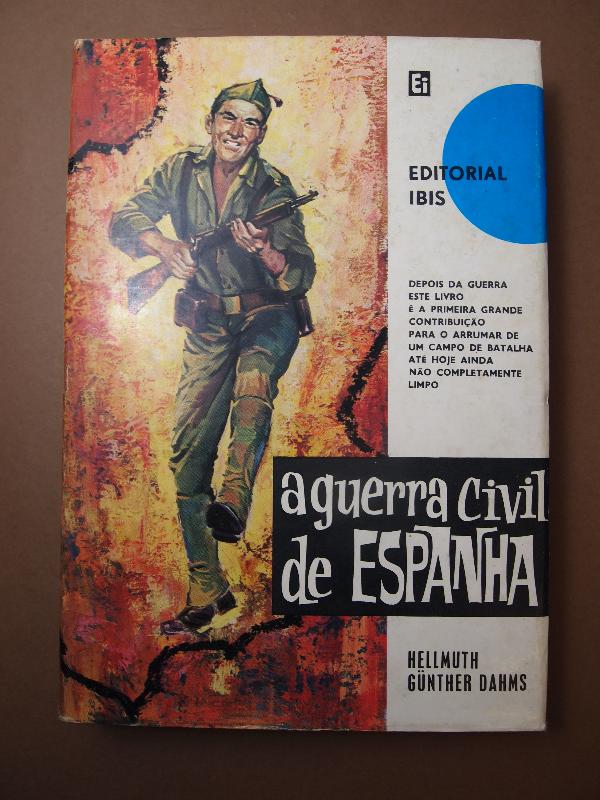 Ei
EDITORIAL
IBIS
DEPOIS DA GUERRA
ESTE LIVRO
É A PRIMEIRA GRANDE
CONTRIBUIÇÃO
PARA O ARRUMAR DE
UM CAMPO DE BATALHA
ATÉ HOJE AINDA
NÃO COMPLETAMENTE
LIMPO
a guerra civil
de ESPANHA
HELLMUTH
GÜNTHER DAHMS